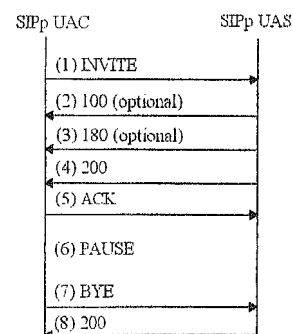 SIPp UAC SIPp UAS
(1) INVITE
(2) 100 (optional)
(3) 180 (optional)
(4) 200
(5) ACK
(6) PAUSE
(7) BYE
(8) 200